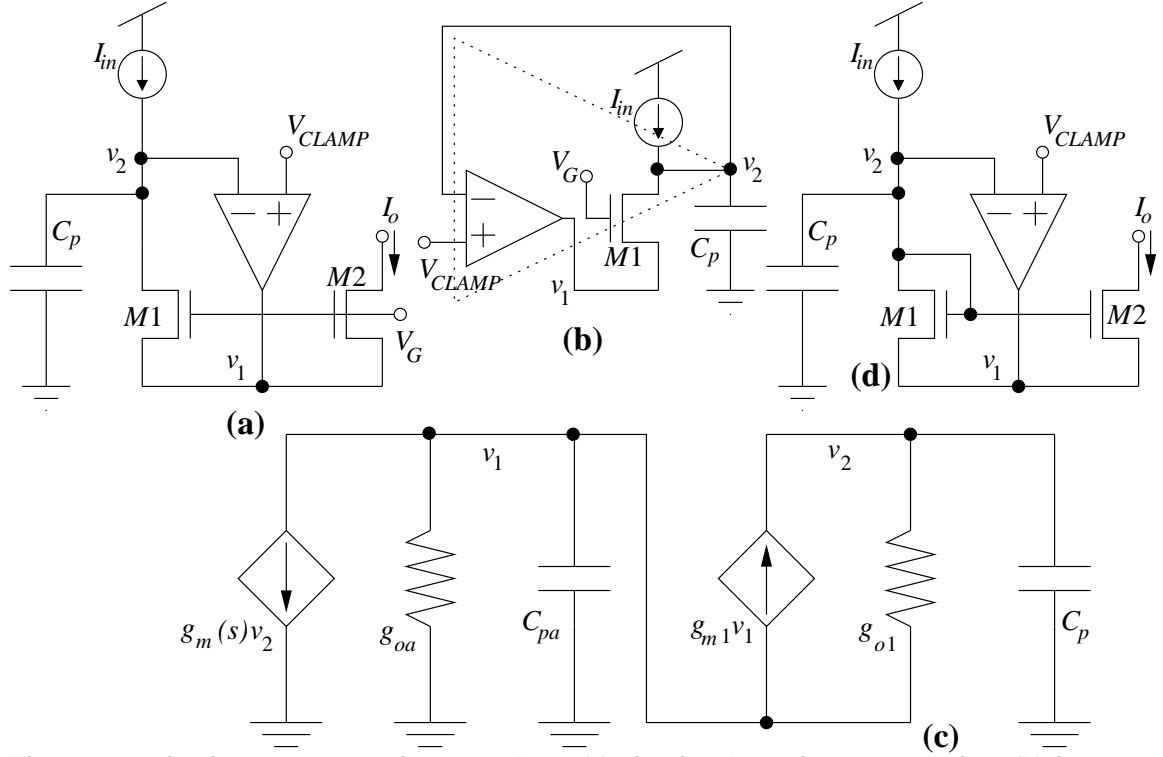 I_in
v_2
V_CLAMP
C_p
− +
I_o
M1
M2
V_G
v_1
(a)
I_in
V_G
v_2
−
+
M1
C_p
V_CLAMP
v_1
(b)
I_in
v_2
V_CLAMP
C_p
− +
I_o
M1
M2
v_1
(d)
v_1
v_2
g_m(s)v_2
g_oa
C_pa
g_m1v_1
g_o1
C_p
(c)